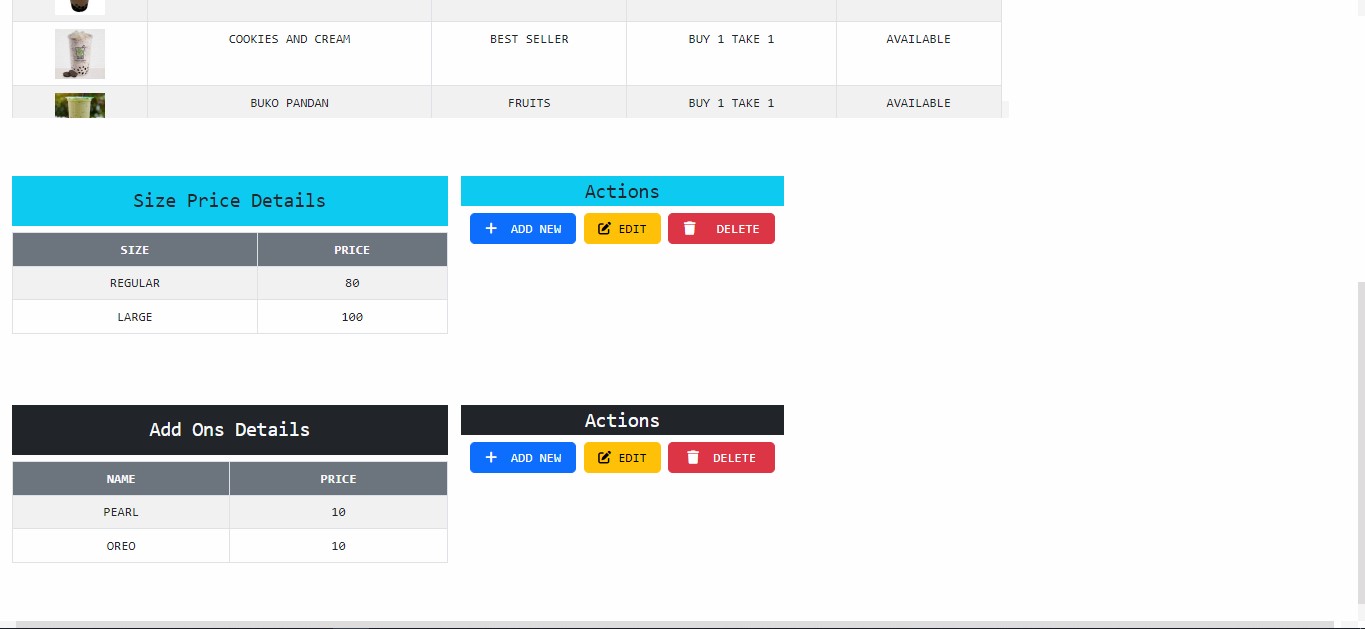 COOKIES AND CREAM BEST SELLER BUY 1 TAKE 1 AVAILABLE
BUKO PANDAN FRUITS BUY 1 TAKE 1 AVAILABLE
Size Price Details
SIZE PRICE
REGULAR 80
LARGE 100
Actions
ADD NEW EDIT DELETE
Add Ons Details
NAME PRICE
PEARL 10
OREO 10
Actions
ADD NEW EDIT DELETE